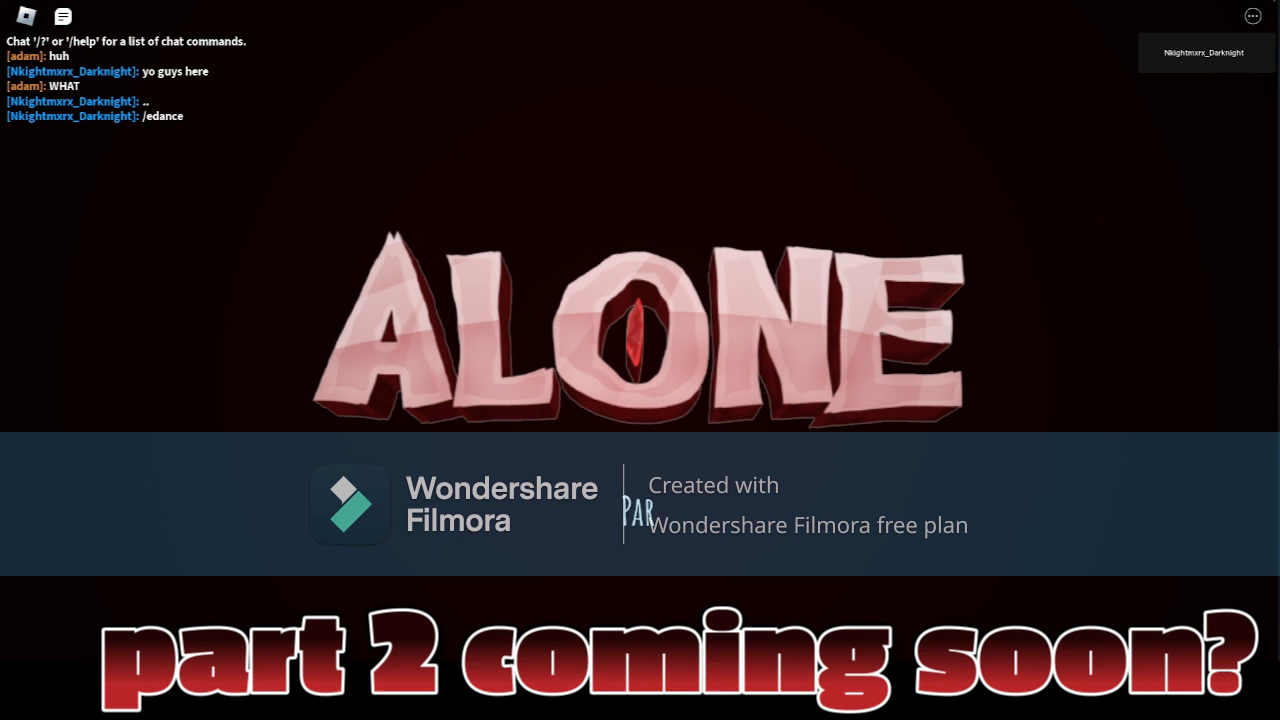 Chat '/?' or '/help' for a list of chat commands.
[adam]: huh
[Nkightmxrx_Darknight]: yo guys here
[adam]: WHAT
[Nkightmxrx_Darknight]: ..
[Nkightmxrx_Darknight]: /edance
Nkightmxrx_Darknight
ALONE
Wondershare
Filmora
Created with
Wondershare Filmora free plan
PAR
part 2 coming soon?